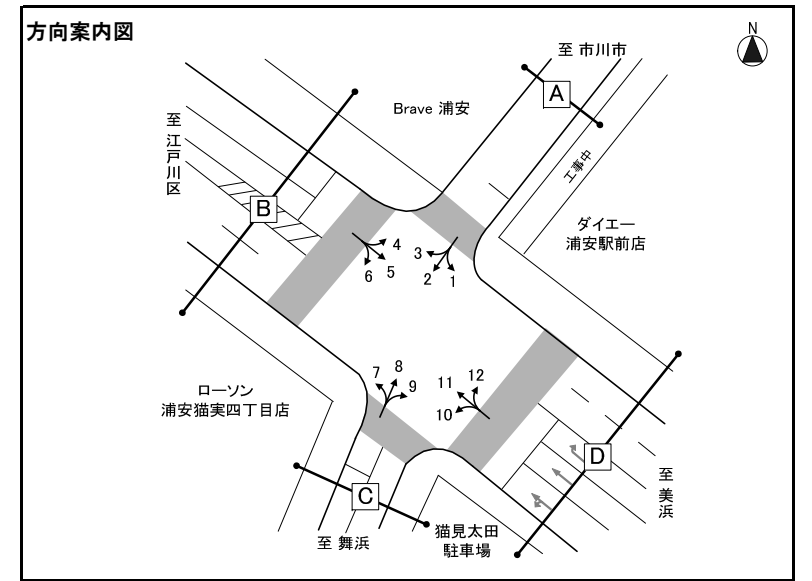 方向案内図
N
至 市川市
A
Brave 浦安
至 江戸川区
工事中
B
ダイエー
浦安駅前店
4
3
6
5
2
1
7
8
9
11
12
10
ローソン
浦安猫実四丁目店
D
C
至 美浜
猫見太田
駐車場
至 舞浜